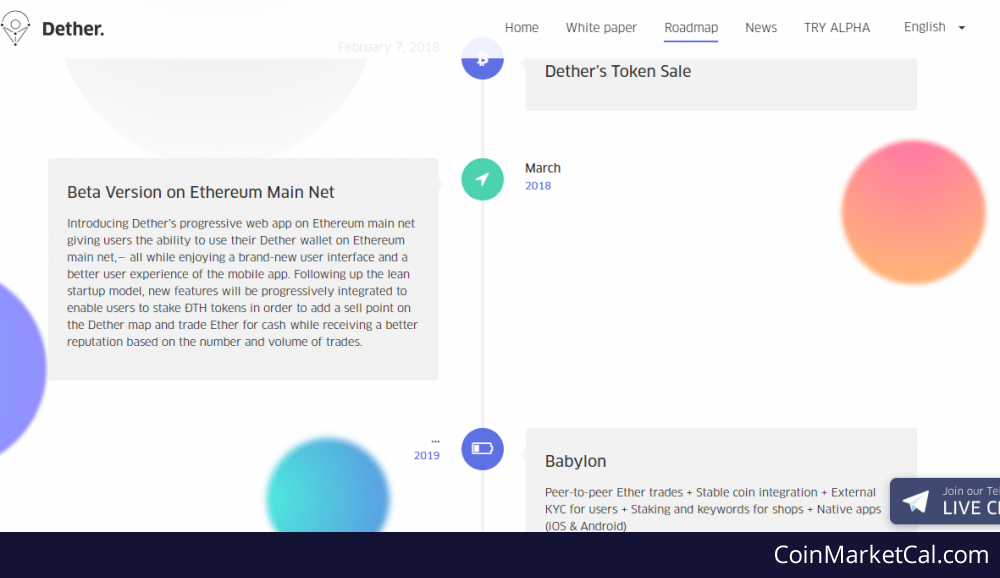 Dether.
Home
White paper
Roadmap
News
TRY ALPHA
English
February 7, 2018
Dether's Token Sale
March
2018
Beta Version on Ethereum Main Net
Introducing Dether's progressive web app on Ethereum main net
giving users the ability to use their Dether wallet on Ethereum
main net,— all while enjoying a brand-new user interface and a
better user experience of the mobile app. Following up the lean
startup model, new features will be progressively integrated to
enable users to stake ĐTH tokens in order to add a sell point on
the Dether map and trade Ether for cash while receiving a better
reputation based on the number and volume of trades.
...
2019
Babylon
Peer-to-peer Ether trades + Stable coin integration + External
KYC for users + Staking and keywords for shops + Native apps
(iOS & Android)
Join our Tel
LIVE C
CoinMarketCal.com